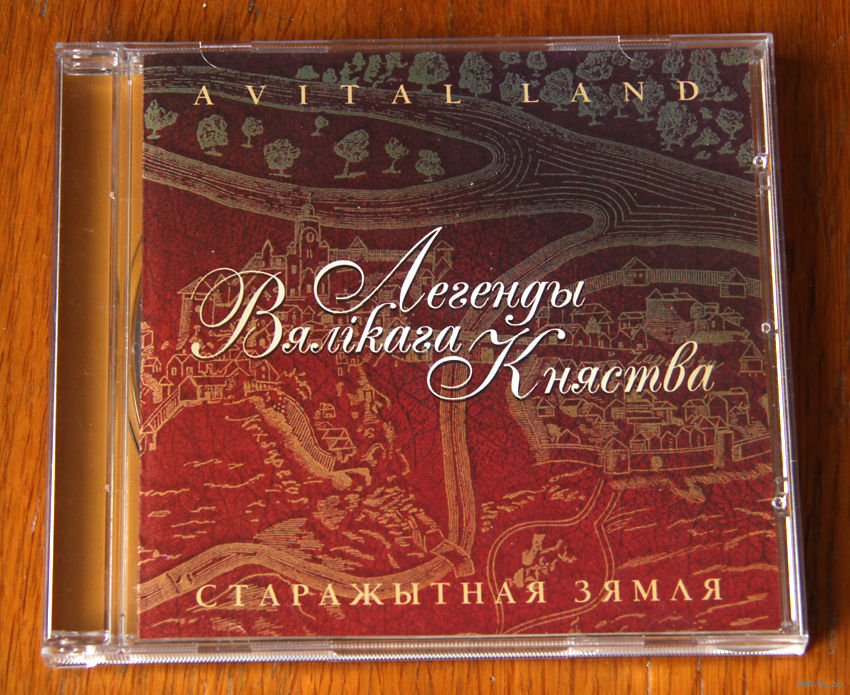 AVITAL LAND
Легенды
Вялікага
Княства
СТАРАЖЫТНАЯ ЗЯМЛЯ